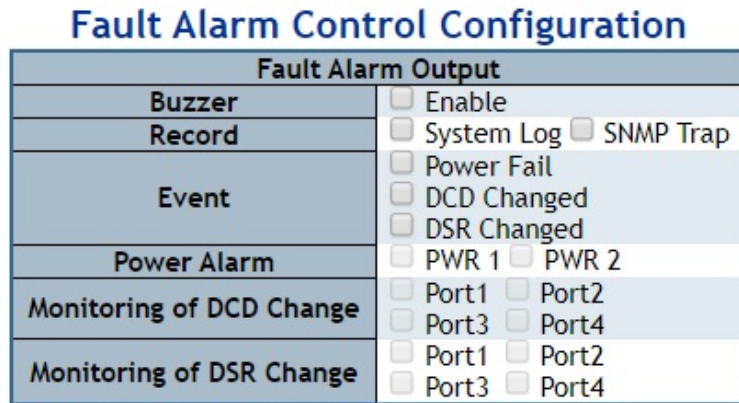 Fault Alarm Control Configuration
Fault Alarm Output
Buzzer Enable
Record System Log SNMP Trap
Event
Power Fail
DCD Changed
DSR Changed
Power Alarm PWR 1 PWR 2
Monitoring of DCD Change
Port1 Port2
Port3 Port4
Monitoring of DSR Change
Port1 Port2
Port3 Port4